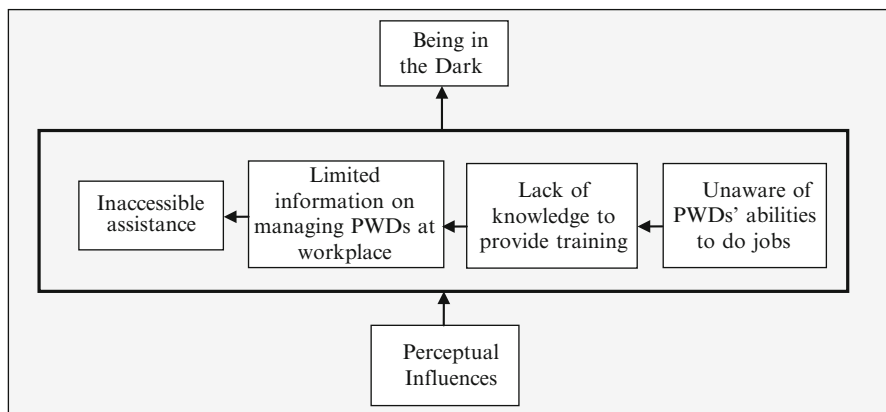 Being in
the Dark
Inaccessible
assistance
Limited
information on
managing PWDs at
workplace
Lack of
knowledge to
provide training
Unaware of
PWDs' abilities
to do jobs
Perceptual
Influences